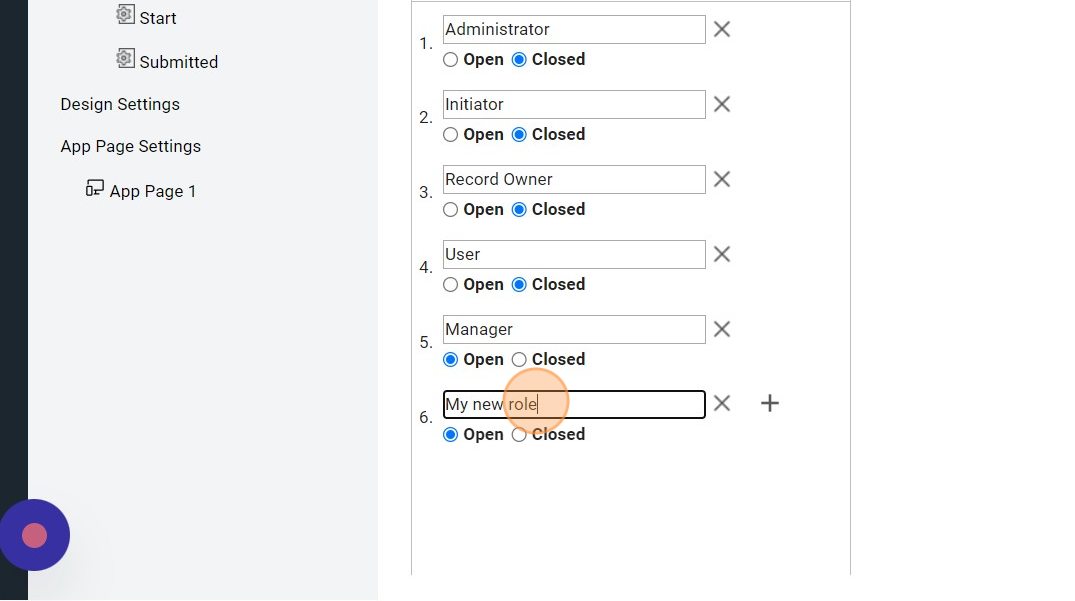 Start
Submitted
Design Settings
App Page Settings
App Page 1
1. Administrator
Open Closed
2. Initiator
Open Closed
3. Record Owner
Open Closed
4. User
Open Closed
5. Manager
Open Closed
6. My new role
Open Closed